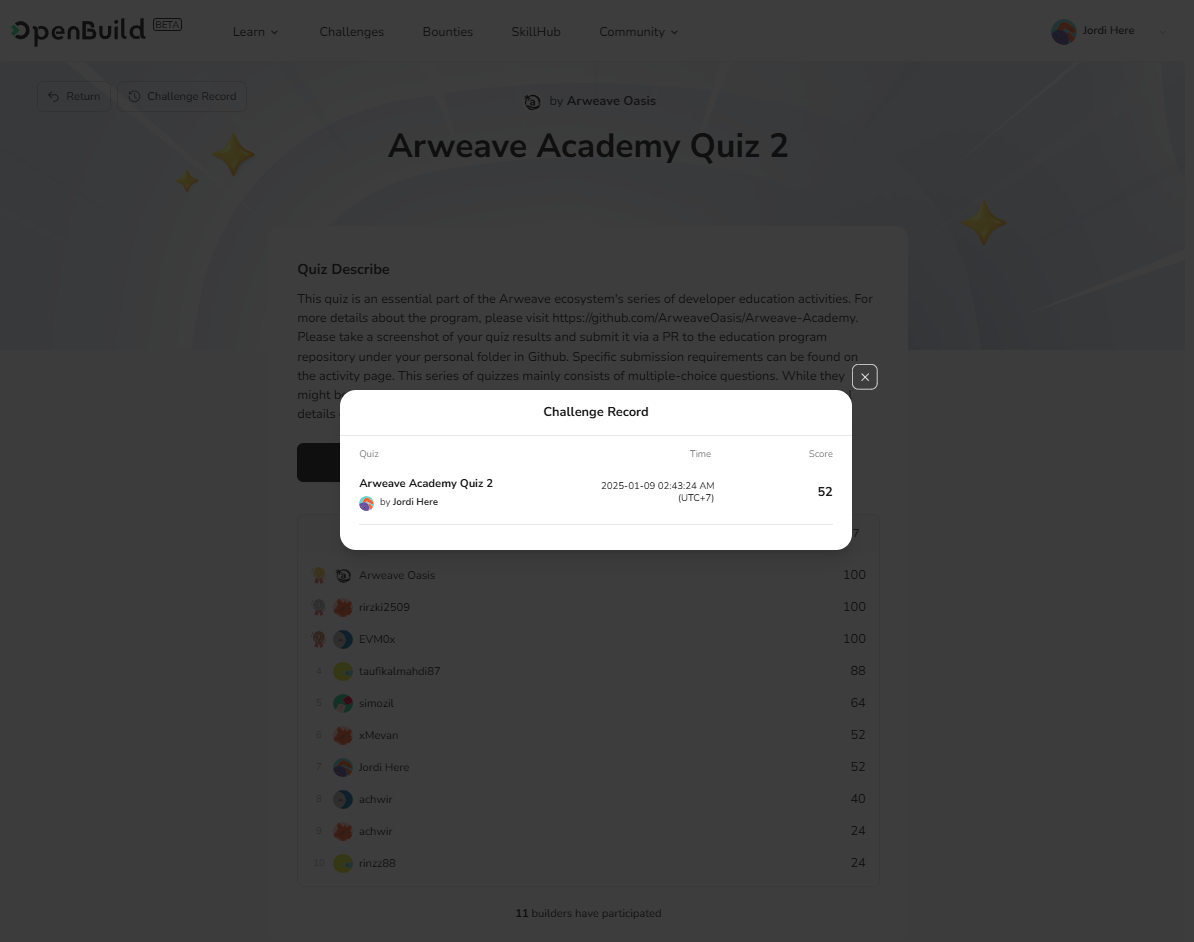 OpenBuild BETA
Learn Challenges Bounties SkillHub Community Jordi Here
Return Challenge Record
by Arweave Oasis
Arweave Academy Quiz 2
Quiz Describe
This quiz is an essential part of the Arweave ecosystem's series of developer education activities. For
more details about the program, please visit https://github.com/ArweaveOasis/Arweave-Academy.
Please take a screenshot of your quiz results and submit it via a PR to the education program
repository under your personal folder in Github. Specific submission requirements can be found on
the activity page. This series of quizzes mainly consists of multiple-choice questions. While they
might
details
Challenge Record
Quiz Time Score
Arweave Academy Quiz 2
by Jordi Here
2025-01-09 02:43:24 AM
(UTC+7)
52
7
Arweave Oasis 100
rirzki2509 100
EVM0x 100
4 taufikalmahdi87 88
5 simozil 64
6 xMevan 52
7 Jordi Here 52
8 achwir 40
9 achwir 24
10 rinzz88 24
11 builders have participated